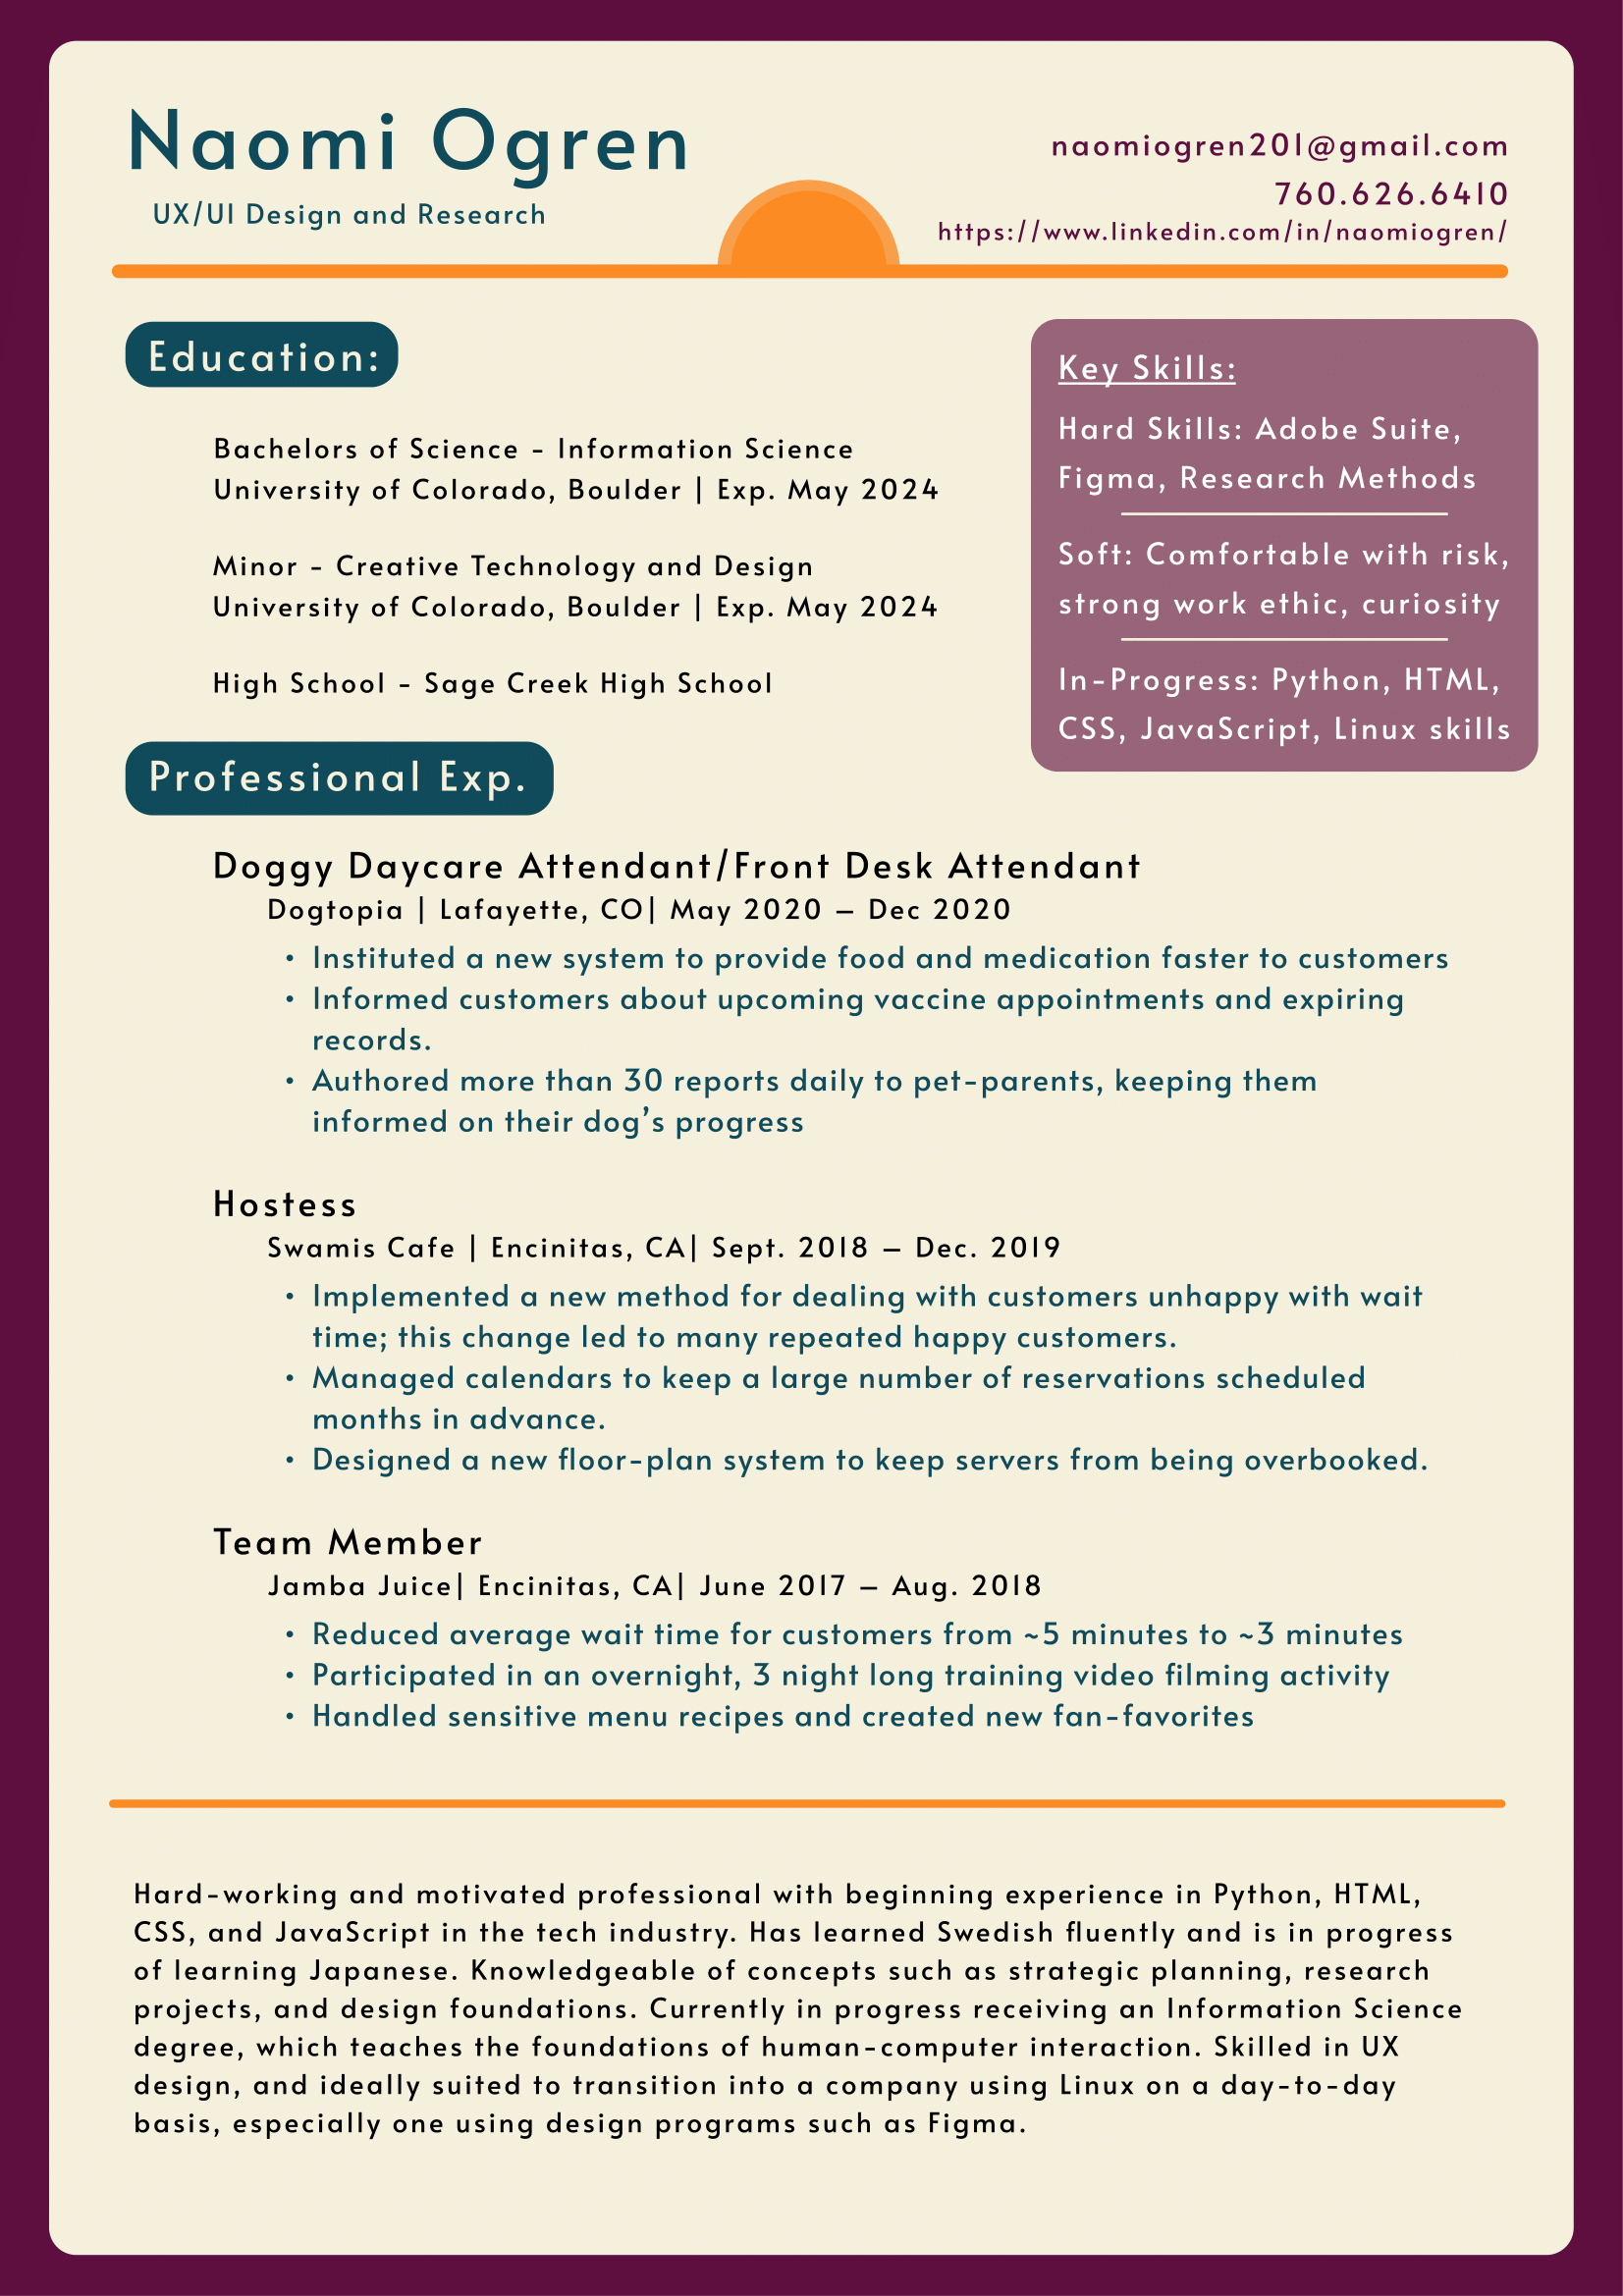 Naomi Ogren
UX/UI Design and Research
naomiogren201@gmail.com
760.626.6410
https://www.linkedin.com/in/naomiogren/
Education:
Bachelors of Science - Information Science
University of Colorado, Boulder | Exp. May 2024
Minor - Creative Technology and Design
University of Colorado, Boulder | Exp. May 2024
High School - Sage Creek High School
Key Skills:
Hard Skills: Adobe Suite,
Figma, Research Methods
Soft: Comfortable with risk,
strong work ethic, curiosity
In-Progress: Python, HTML,
CSS, JavaScript, Linux skills
Professional Exp.
Doggy Daycare Attendant/Front Desk Attendant
Dogtopia | Lafayette, CO| May 2020 – Dec 2020
• Instituted a new system to provide food and medication faster to customers
• Informed customers about upcoming vaccine appointments and expiring
records.
• Authored more than 30 reports daily to pet-parents, keeping them
informed on their dog’s progress
Hostess
Swamis Cafe | Encinitas, CA| Sept. 2018 – Dec. 2019
• Implemented a new method for dealing with customers unhappy with wait
time; this change led to many repeated happy customers.
• Managed calendars to keep a large number of reservations scheduled
months in advance.
• Designed a new floor-plan system to keep servers from being overbooked.
Team Member
Jamba Juice| Encinitas, CA| June 2017 – Aug. 2018
• Reduced average wait time for customers from ~5 minutes to ~3 minutes
• Participated in an overnight, 3 night long training video filming activity
• Handled sensitive menu recipes and created new fan-favorites
Hard-working and motivated professional with beginning experience in Python, HTML,
CSS, and JavaScript in the tech industry. Has learned Swedish fluently and is in progress
of learning Japanese. Knowledgeable of concepts such as strategic planning, research
projects, and design foundations. Currently in progress receiving an Information Science
degree, which teaches the foundations of human-computer interaction. Skilled in UX
design, and ideally suited to transition into a company using Linux on a day-to-day
basis, especially one using design programs such as Figma.